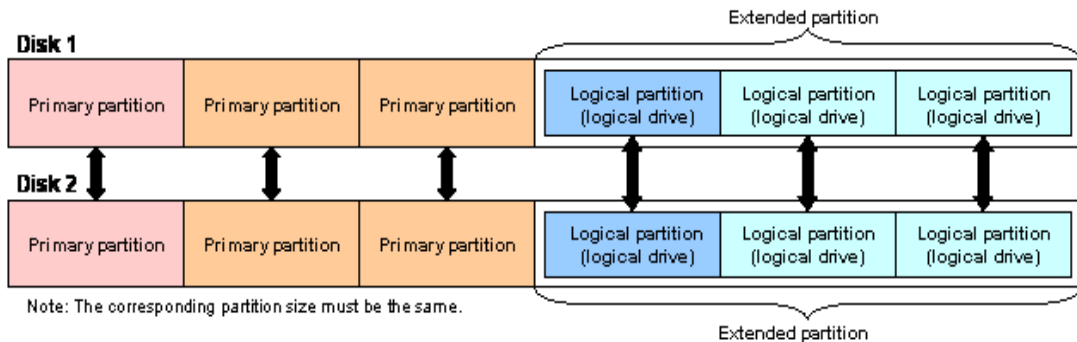 Extended partition
Disk 1
Primary partition
Primary partition
Primary partition
Logical partition
(logical drive)
Logical partition
(logical drive)
Logical partition
(logical drive)
Disk 2
Primary partition
Primary partition
Primary partition
Logical partition
(logical drive)
Logical partition
(logical drive)
Logical partition
(logical drive)
Note: The corresponding partition size must be the same.
Extended partition